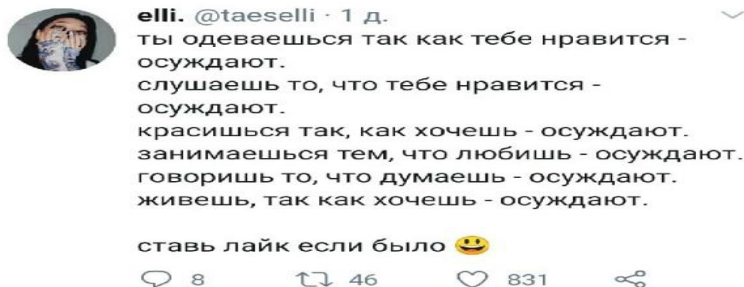 elli. @taeselli · 1 д.
ты одеваешься так как тебе нравится -
осуждают.
слушаешь то, что тебе нравится -
осуждают.
красишься так, как хочешь - осуждают.
занимаешься тем, что любишь - осуждают.
говоришь то, что думаешь - осуждают.
живешь, так как хочешь - осуждают.
ставь лайк если было 😃
8 46 831